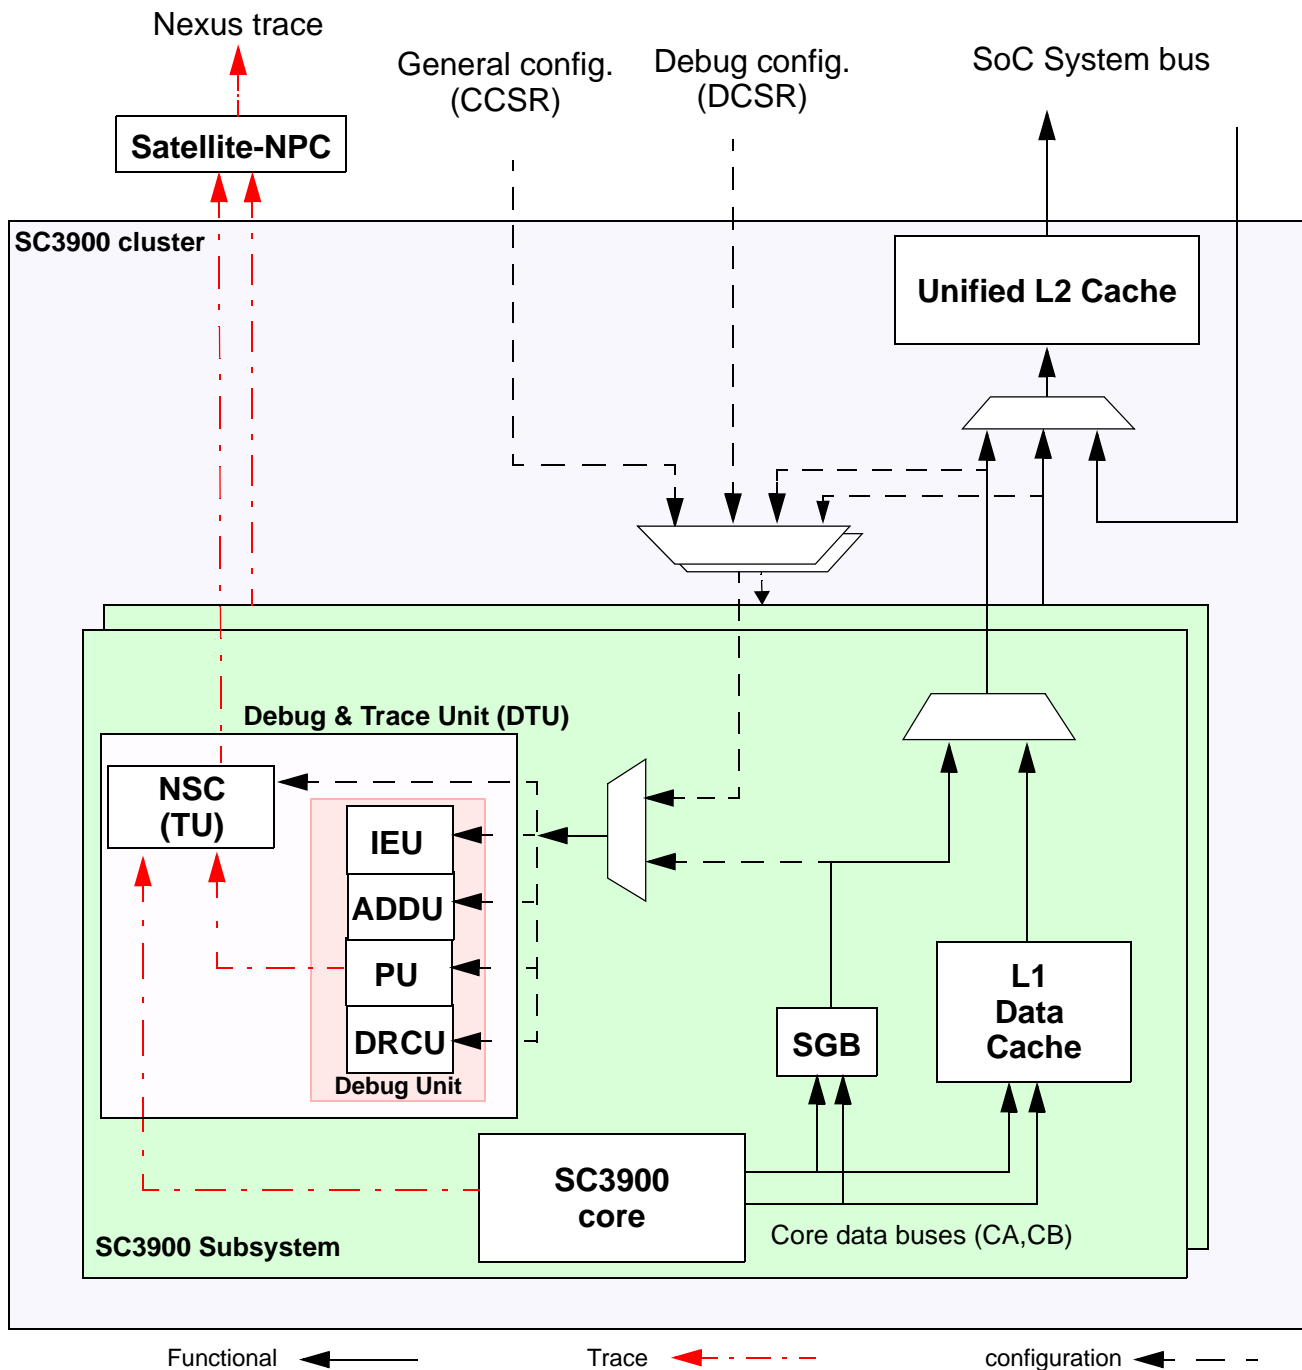 Nexus trace
General config.
(CCSR)
Debug config.
(DCSR)
SoC System bus
Satellite-NPC
SC3900 cluster
Unified L2 Cache
Debug & Trace Unit (DTU)
NSC
(TU)
IEU
ADDU
PU
DRCU
Debug Unit
L1
Data
Cache
SGB
SC3900
core
Core data buses (CA,CB)
SC3900 Subsystem
Functional
Trace
configuration